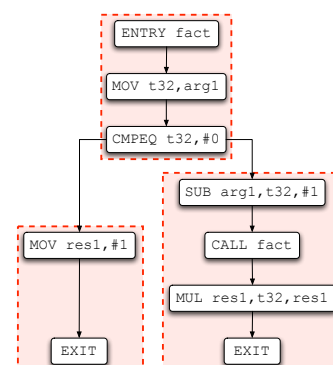 ENTRY fact
MOV t32,arg1
CMPEQ t32,#0
MOV res1,#1
EXIT
SUB arg1,t32,#1
CALL fact
MUL res1,t32,res1
EXIT